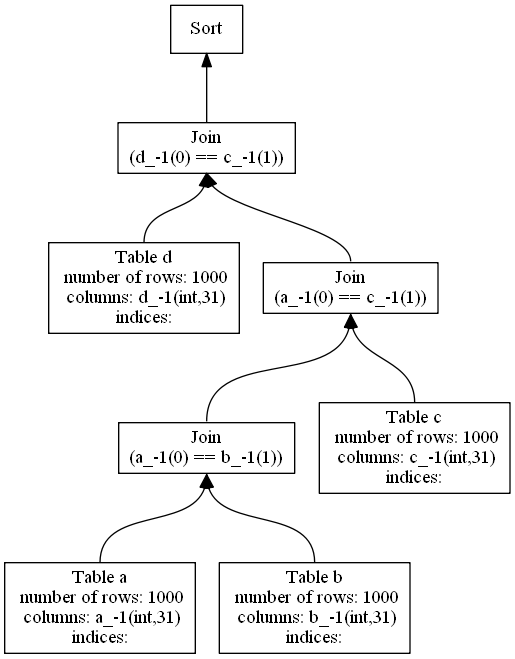 Sort
Join
(d_-1(0) == c_-1(1))
Table d
number of rows: 1000
columns: d_-1(int,31)
indices:
Join
(a_-1(0) == c_-1(1))
Join
(a_-1(0) == b_-1(1))
Table c
number of rows: 1000
columns: c_-1(int,31)
indices:
Table a
number of rows: 1000
columns: a_-1(int,31)
indices:
Table b
number of rows: 1000
columns: b_-1(int,31)
indices: